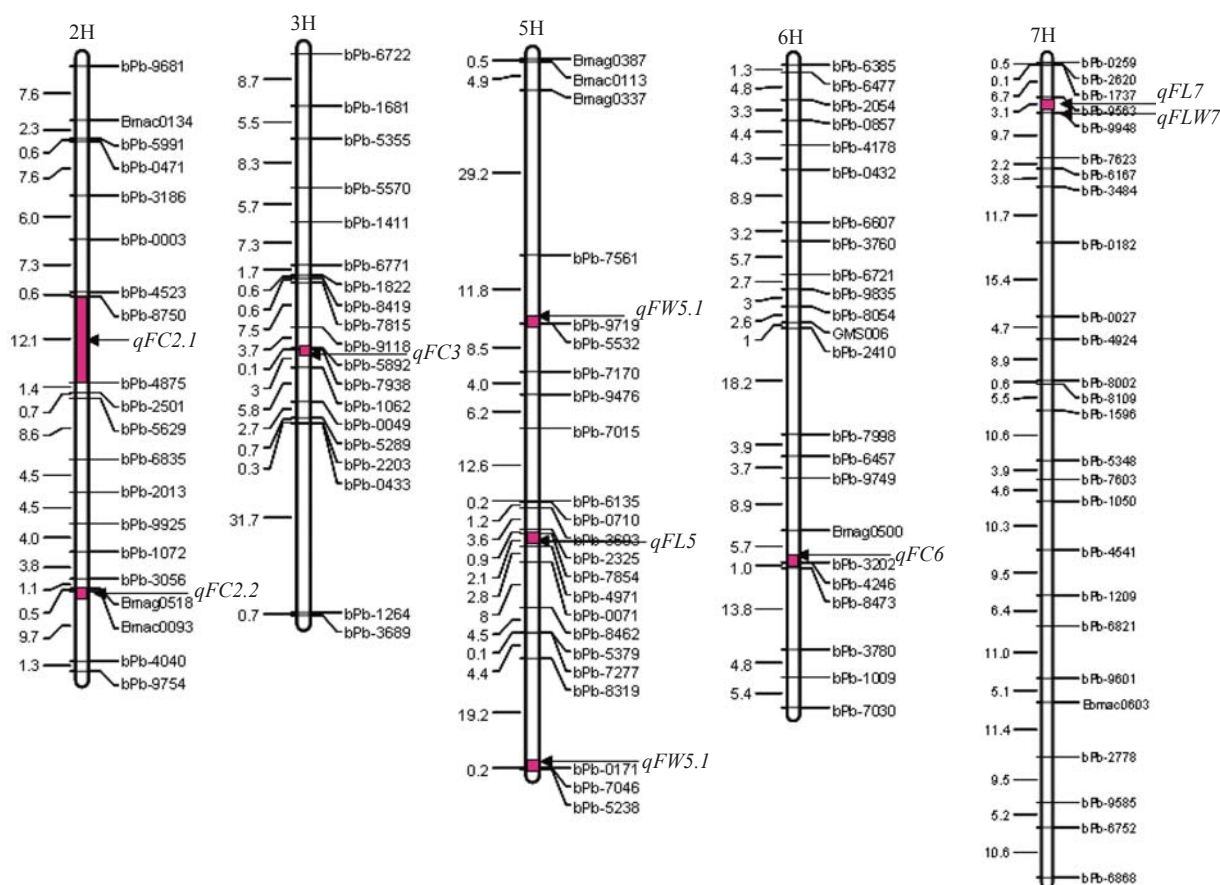 2H
7.6
2.3
0.6
7.6
6.0
7.3
0.6
12.1
1.4
0.7
8.6
4.5
4.5
4.0
3.8
1.1
0.5
9.7
1.3
bPb-9681
Bmac0134
bPb-5991
bPb-0471
bPb-3186
bPb-0003
bPb-4523
bPb-8750
qFC2.1
bPb-4875
bPb-2501
bPb-5629
bPb-6835
bPb-2013
bPb-9925
bPb-1072
bPb-3056
qFC2.2
Bmag0518
Bmac0093
bPb-4040
bPb-9754
3H
8.7
5.5
8.3
5.7
7.3
1.7
0.6
0.6
7.5
3.7
0.1
3
5.8
2.7
0.7
0.3
31.7
0.7
bPb-6722
bPb-1681
bPb-5355
bPb-5570
bPb-1411
bPb-6771
bPb-1822
bPb-8419
bPb-7815
bPb-9118
qFC3
bPb-5892
bPb-7938
bPb-1062
bPb-0049
bPb-5289
bPb-2203
bPb-0433
bPb-1264
bPb-3689
5H
0.5
4.9
29.2
11.8
8.5
4.0
6.2
12.6
0.2
1.2
3.6
0.9
2.1
2.8
8
4.5
0.1
4.4
19.2
0.2
Bmag0387
Bmac0113
Bmag0337
bPb-7561
qFW5.1
bPb-9719
bPb-5532
bPb-7170
bPb-9476
bPb-7015
bPb-6135
bPb-0710
bPb-3603
qFL5
bPb-2325
bPb-7854
bPb-4971
bPb-0071
bPb-8462
bPb-5379
bPb-7277
bPb-8319
qFW5.1
bPb-0171
bPb-7046
bPb-5238
6H
1.3
4.8
3.3
4.4
4.3
8.9
3.2
5.7
2.7
3
2.6
1
18.2
3.9
3.7
8.9
5.7
1.0
13.8
4.8
5.4
bPb-6385
bPb-6477
bPb-2054
bPb-0857
bPb-4178
bPb-0432
bPb-6607
bPb-3760
bPb-6721
bPb-9835
bPb-8054
GMS006
bPb-2410
bPb-7998
bPb-6457
bPb-9749
Bmag0500
qFC6
bPb-3202
bPb-4246
bPb-8473
bPb-3780
bPb-1009
bPb-7030
7H
0.5
0.1
6.7
3.1
9.7
2.2
3.8
11.7
15.4
4.7
8.9
0.6
5.5
10.6
3.9
4.6
10.3
9.5
6.4
11.0
5.1
11.4
9.5
5.2
10.6
bPb-0259
bPb-2620
bPb-1737
qFL7
bPb-9563
qFLW7
bPb-9948
bPb-7623
bPb-6167
bPb-3484
bPb-0182
bPb-0027
bPb-4924
bPb-8002
bPb-8109
bPb-1596
bPb-5348
bPb-7603
bPb-1050
bPb-4541
bPb-1209
bPb-6821
bPb-9601
Ebmac0603
bPb-2778
bPb-9585
bPb-6752
bPb-6868